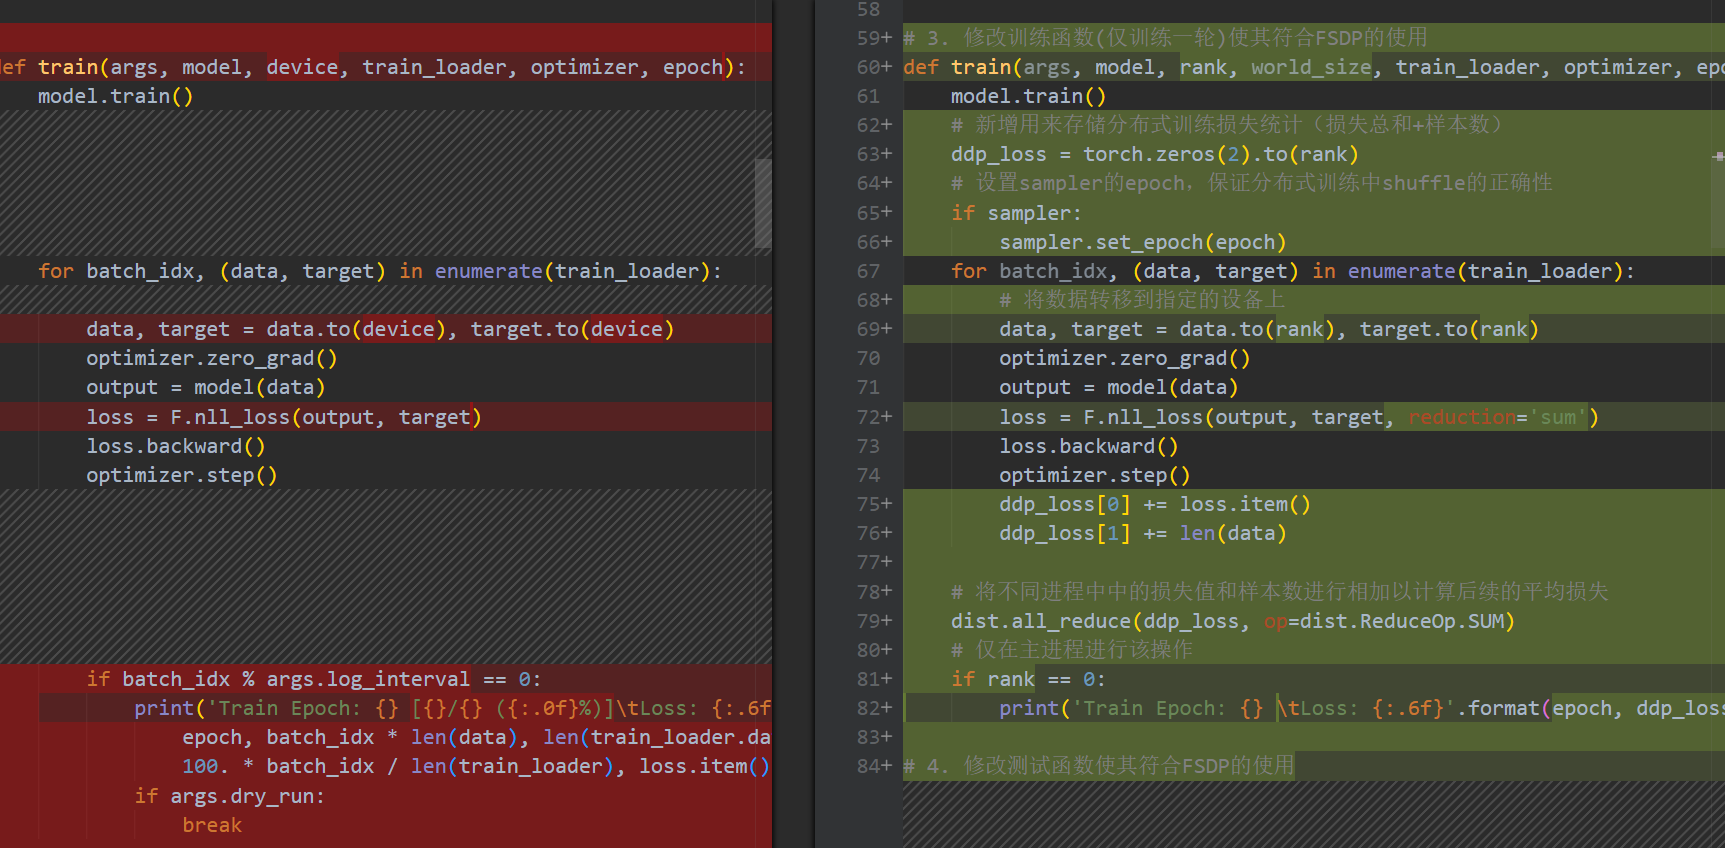 ef train(args, model, device, train_loader, optimizer, epoch):
model.train()
for batch_idx, (data, target) in enumerate(train_loader):
data, target = data.to(device), target.to(device)
optimizer.zero_grad()
output = model(data)
loss = F.nll_loss(output, target)
loss.backward()
optimizer.step()
if batch_idx % args.log_interval == 0:
print('Train Epoch: {} [{}/{} ({:.0f}%)]\tLoss: {:.6f
epoch, batch_idx * len(data), len(train_loader.da
100. * batch_idx / len(train_loader), loss.item()
if args.dry_run:
break
58
59+ # 3. 修改训练函数(仅训练一轮)使其符合FSDP的使用
60+ def train(args, model, rank, world_size, train_loader, optimizer, epo
61 model.train()
62+ # 新增用来存储分布式训练损失统计（损失总和+样本数）
63+ ddp_loss = torch.zeros(2).to(rank)
64+ # 设置sampler的epoch，保证分布式训练中shuffle的正确性
65+ if sampler:
66+ sampler.set_epoch(epoch)
67 for batch_idx, (data, target) in enumerate(train_loader):
68+ # 将数据转移到指定的设备上
69+ data, target = data.to(rank), target.to(rank)
70 optimizer.zero_grad()
71 output = model(data)
72+ loss = F.nll_loss(output, target, reduction='sum')
73 loss.backward()
74 optimizer.step()
75+ ddp_loss[0] += loss.item()
76+ ddp_loss[1] += len(data)
77+
78+ # 将不同进程中中的损失值和样本数进行相加以计算后续的平均损失
79+ dist.all_reduce(ddp_loss, op=dist.ReduceOp.SUM)
80+ # 仅在主进程进行该操作
81+ if rank == 0:
82+ print('Train Epoch: {} \tLoss: {:.6f}'.format(epoch, ddp_loss
83+
84+ # 4. 修改测试函数使其符合FSDP的使用